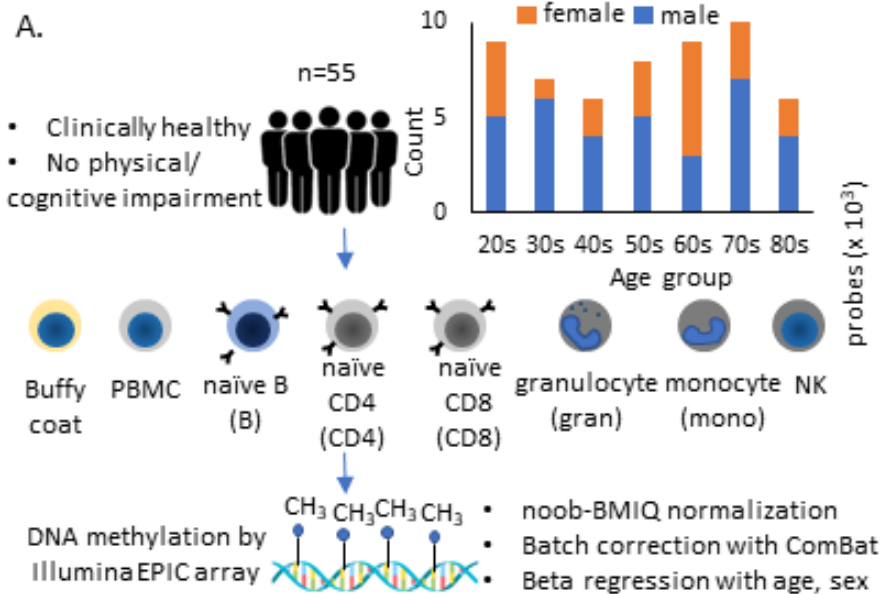 A.
n=55
• Clinically healthy
• No physical/
cognitive impairment
female male
Count
10
5
0
20s 30s 40s 50s 60s 70s 80s
Age group
probes (x 10³)
Buffy
coat
PBMC
naïve B
(B)
naïve
CD4
(CD4)
naïve
CD8
(CD8)
granulocyte
(gran)
monocyte
(mono)
NK
CH₃ CH₃ CH₃ CH₃
DNA methylation by
Illumina EPIC array
• noob-BMIQ normalization
• Batch correction with ComBat
• Beta regression with age, sex